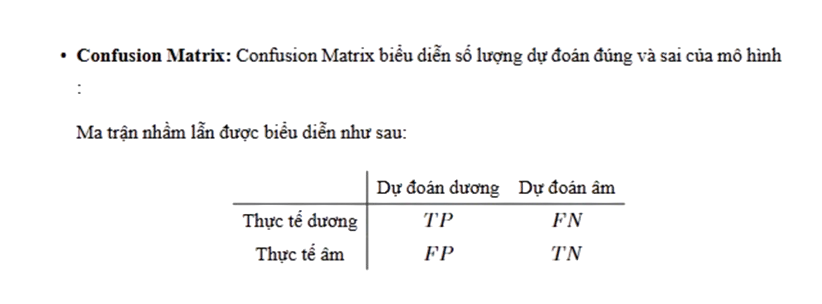 • Confusion Matrix: Confusion Matrix biểu diễn số lượng dự đoán đúng và sai của mô hình
:
Ma trận nhầm lẫn được biểu diễn như sau:
Dự đoán dương Dự đoán âm
Thực tế dương TP FN
Thực tế âm FP TN